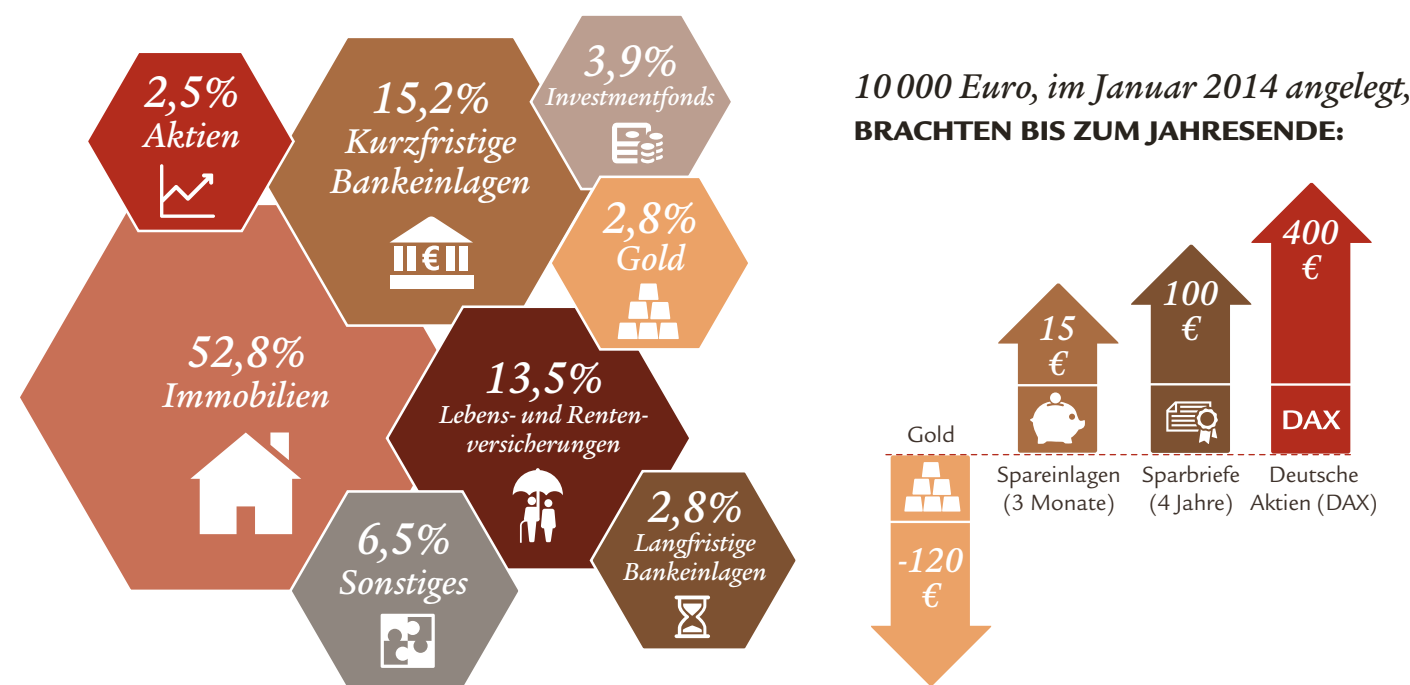 2,5%
Aktien
15,2%
Kurzfristige
Bankeinlagen
€
3,9%
Investmentfonds
2,8%
Gold
52,8%
Immobilien
13,5%
Lebens- und Renten-
versicherungen
6,5%
Sonstiges
2,8%
Langfristige
Bankeinlagen
10 000 Euro, im Januar 2014 angelegt,
BRACHTEN BIS ZUM JAHRESENDE:
Gold
-120
€
15
€
Spareinlagen
(3 Monate)
100
€
Sparbriefe
(4 Jahre)
400
€
DAX
Deutsche
Aktien (DAX)